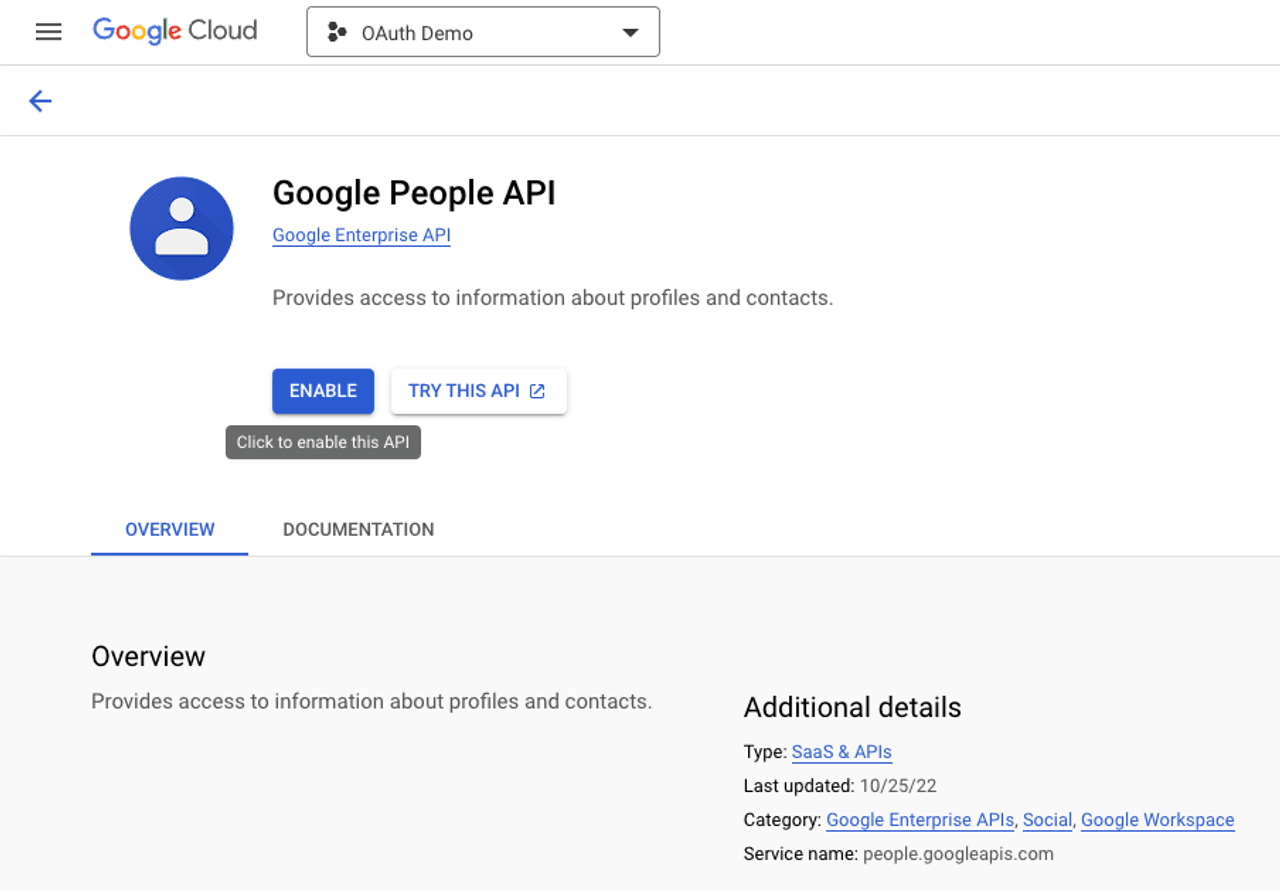 Google Cloud
OAuth Demo
Google People API
Google Enterprise API
Provides access to information about profiles and contacts.
ENABLE
TRY THIS API
Click to enable this API
OVERVIEW
DOCUMENTATION
Overview
Provides access to information about profiles and contacts.
Additional details
Type: SaaS & APIs
Last updated: 10/25/22
Category: Google Enterprise APIs, Social, Google Workspace
Service name: people.googleapis.com